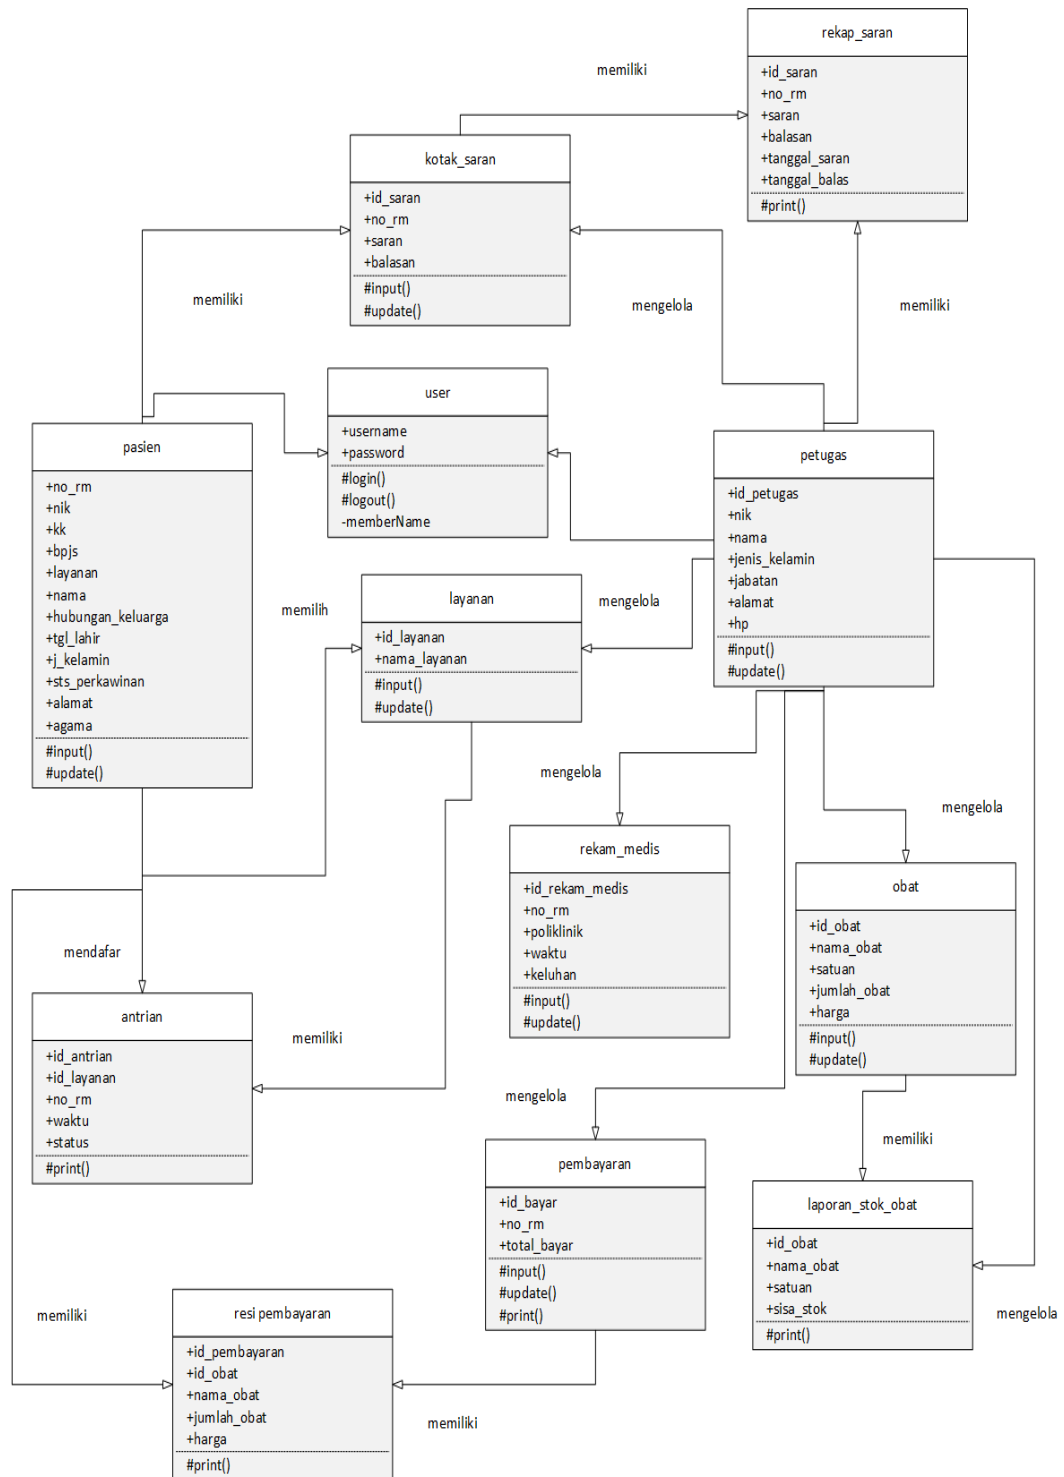 rekap_saran
+id_saran
+no_rm
+saran
+balasan
+tanggal_saran
+tanggal_balas
#print()
memiliki
kotak_saran
+id_saran
+no_rm
+saran
+balasan
#input()
#update()
memiliki
mengelola
memiliki
user
+username
+password
#login()
#logout()
-memberName
pasien
+no_rm
+nik
+kk
+bpjs
+layanan
+nama
+hubungan_keluarga
+tgl_lahir
+j_kelamin
+sts_perkawinan
+alamat
+agama
#input()
#update()
petugas
+id_petugas
+nik
+nama
+jenis_kelamin
+jabatan
+alamat
+hp
#input()
#update()
memilih
layanan
+id_layanan
+nama_layanan
#input()
#update()
mengelola
mengelola
mengelola
rekam_medis
+id_rekam_medis
+no_rm
+poliklinik
+waktu
+keluhan
#input()
#update()
obat
+id_obat
+nama_obat
+satuan
+jumlah_obat
+harga
#input()
#update()
mendafar
antrian
+id_antrian
+id_layanan
+no_rm
+waktu
+status
#print()
memiliki
mengelola
memiliki
pembayaran
+id_bayar
+no_rm
+total_bayar
#input()
#update()
#print()
laporan_stok_obat
+id_obat
+nama_obat
+satuan
+sisa_stok
#print()
mengelola
memiliki
resi pembayaran
+id_pembayaran
+id_obat
+nama_obat
+jumlah_obat
+harga
#print()
memiliki